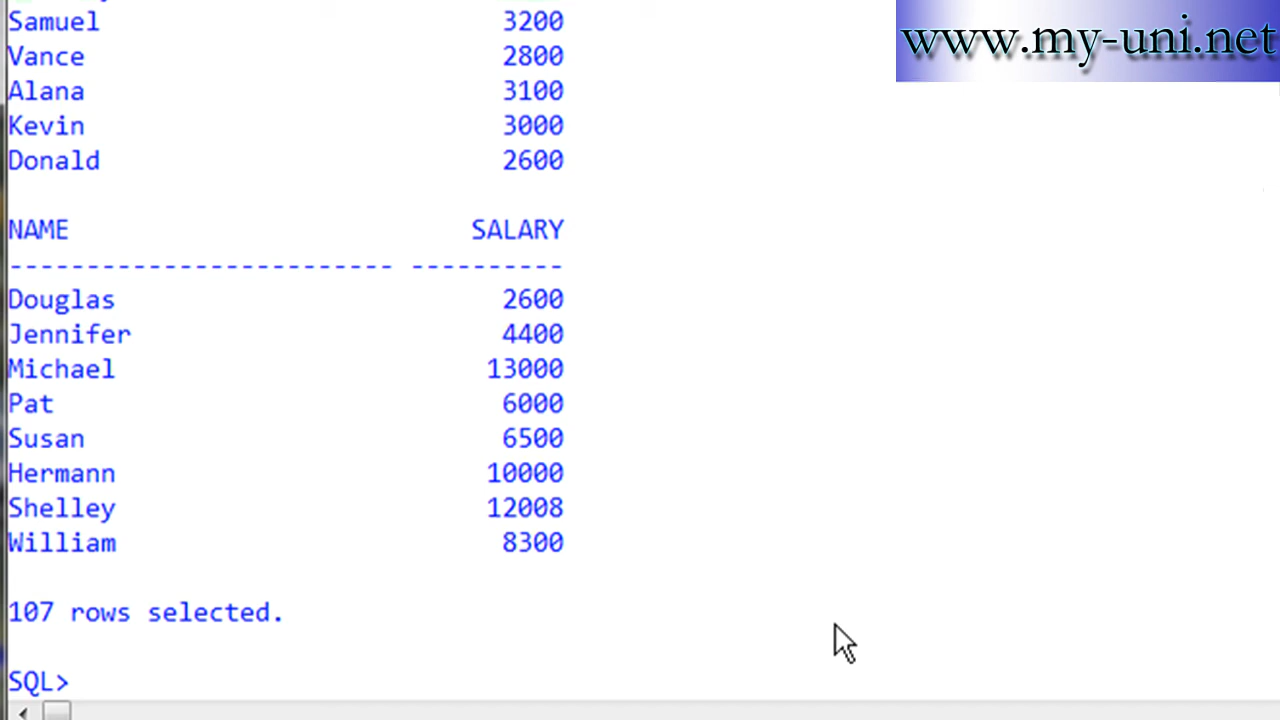 www.my-uni.net
Samuel 3200
Vance 2800
Alana 3100
Kevin 3000
Donald 2600
NAME SALARY
------------------------- ----------
Douglas 2600
Jennifer 4400
Michael 13000
Pat 6000
Susan 6500
Hermann 10000
Shelley 12008
William 8300
107 rows selected.
SQL>